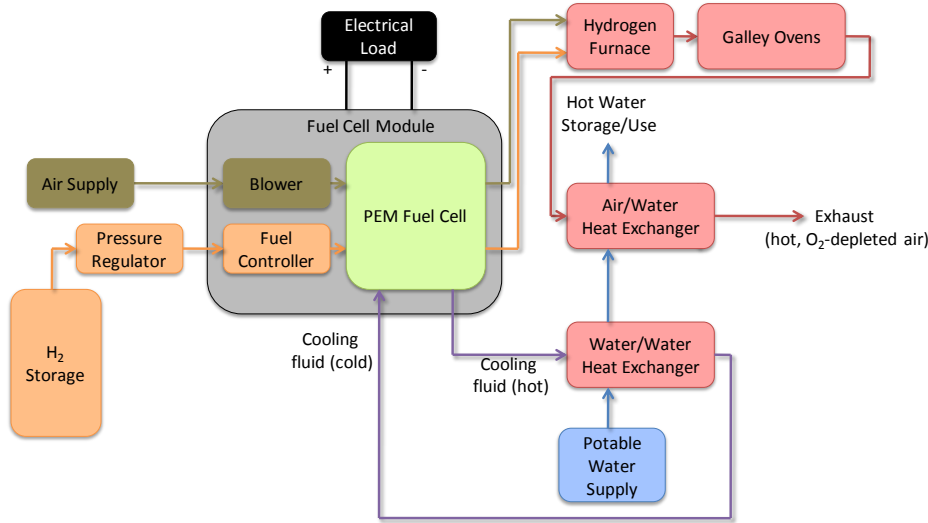 Electrical
Load
+ -
Hydrogen
Furnace
Galley Ovens
Fuel Cell Module
Hot Water
Storage/Use
Air Supply
Blower
PEM Fuel Cell
Air/Water
Heat Exchanger
Exhaust
(hot, O₂-depleted air)
Pressure
Regulator
Fuel
Controller
H₂
Storage
Cooling
fluid (cold)
Cooling
fluid (hot)
Water/Water
Heat Exchanger
Potable
Water
Supply